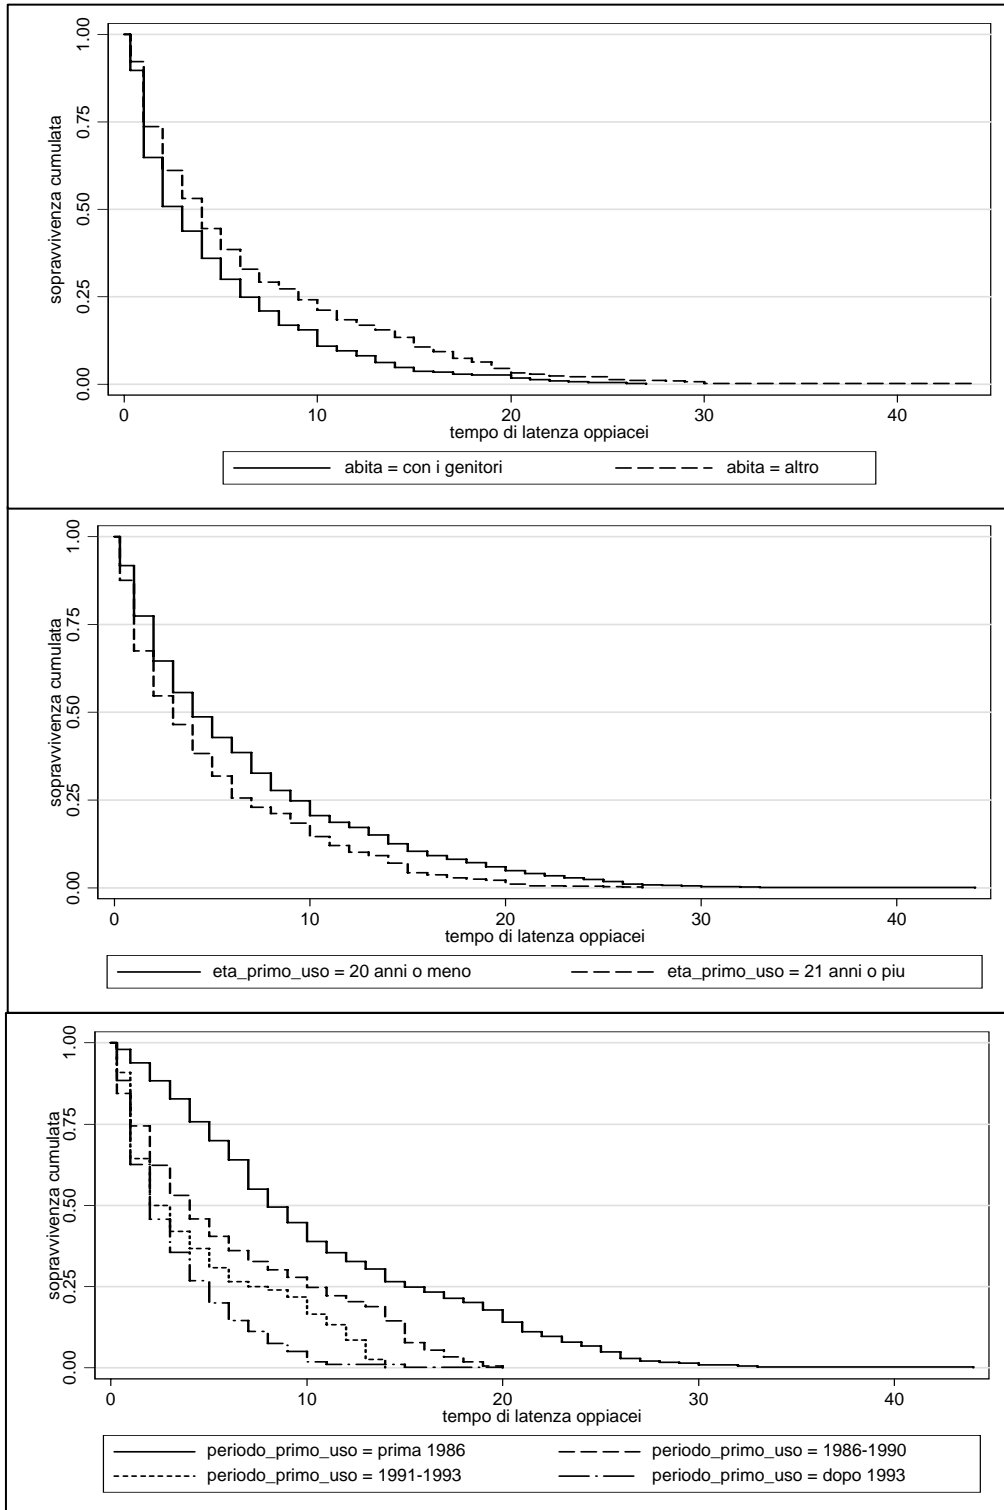 1.00
0.75
0.50
0.25
0.00
sopravvivenza cumulata
0 10 20 30 40
tempo di latenza oppiacei
abita = con i genitori abita = altro
1.00
0.75
0.50
0.25
0.00
sopravvivenza cumulata
0 10 20 30 40
tempo di latenza oppiacei
eta_primo_uso = 20 anni o meno eta_primo_uso = 21 anni o piu
1.00
0.75
0.50
0.25
0.00
sopravvivenza cumulata
0 10 20 30 40
tempo di latenza oppiacei
periodo_primo_uso = prima 1986 periodo_primo_uso = 1986-1990
periodo_primo_uso = 1991-1993 periodo_primo_uso = dopo 1993